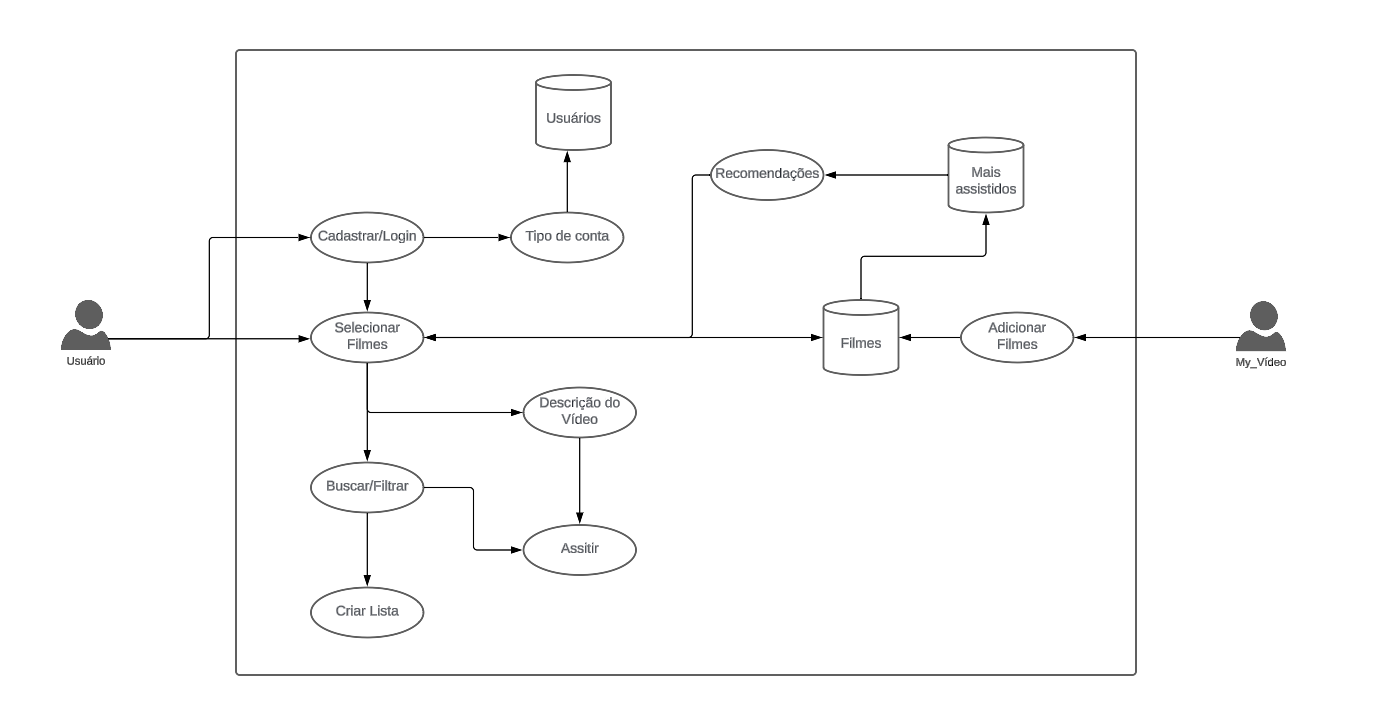 Usuários
Recomendações
Mais
assistidos
Cadastrar/Login
Tipo de conta
Selecionar
Filmes
Filmes
Adicionar
Filmes
Usuário
My_Vídeo
Descrição do
Vídeo
Buscar/Filtrar
Assitir
Criar Lista